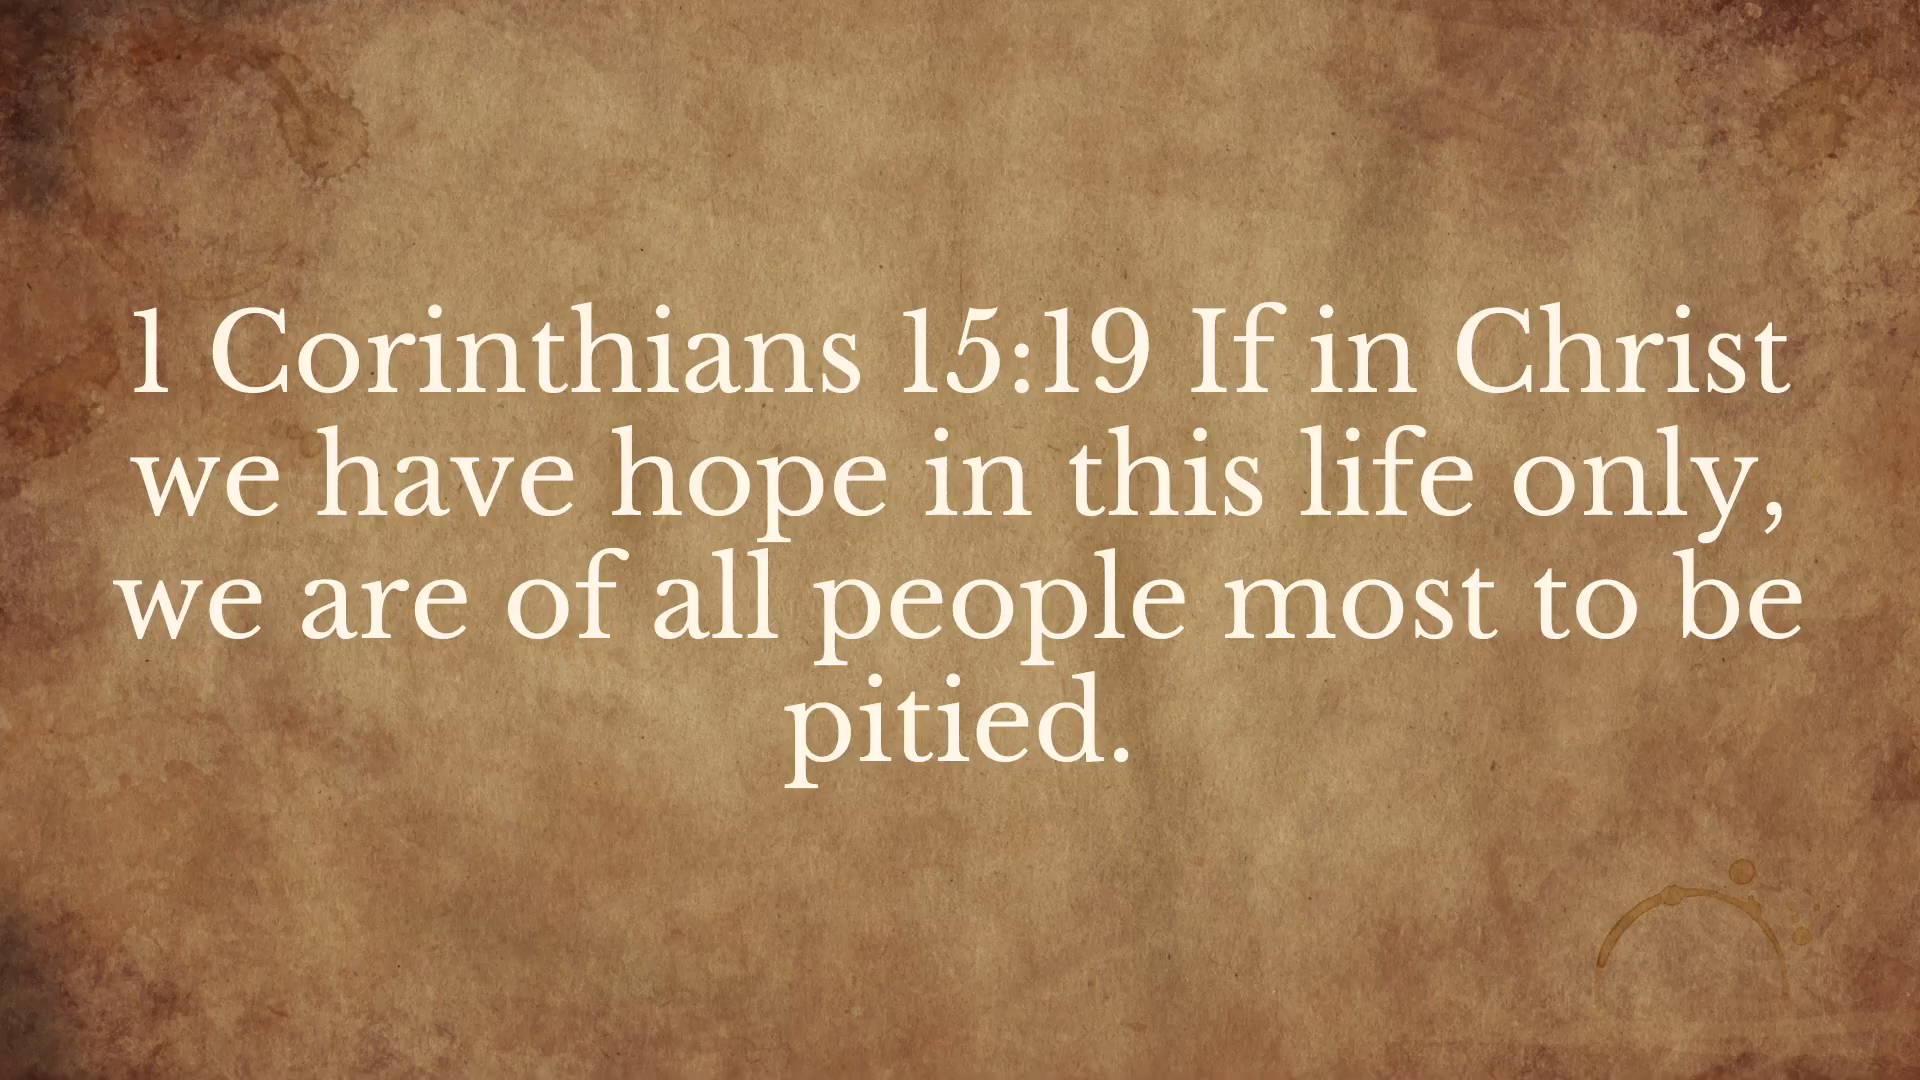 1 Corinthians 15:19 If in Christ
we have hope in this life only,
we are of all people most to be
pitied.